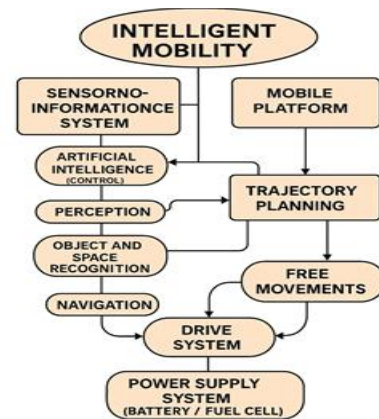 INTELLIGENT
MOBILITY
SENSORNO-
INFORMATIONCE
SYSTEM
MOBILE
PLATFORM
ARTIFICIAL
INTELLIGENCE
(CONTROL)
TRAJECTORY
PLANNING
PERCEPTION
OBJECT AND
SPACE
RECOGNITION
FREE
MOVEMENTS
NAVIGATION
DRIVE
SYSTEM
POWER SUPPLY
SYSTEM
(BATTERY / FUEL CELL)